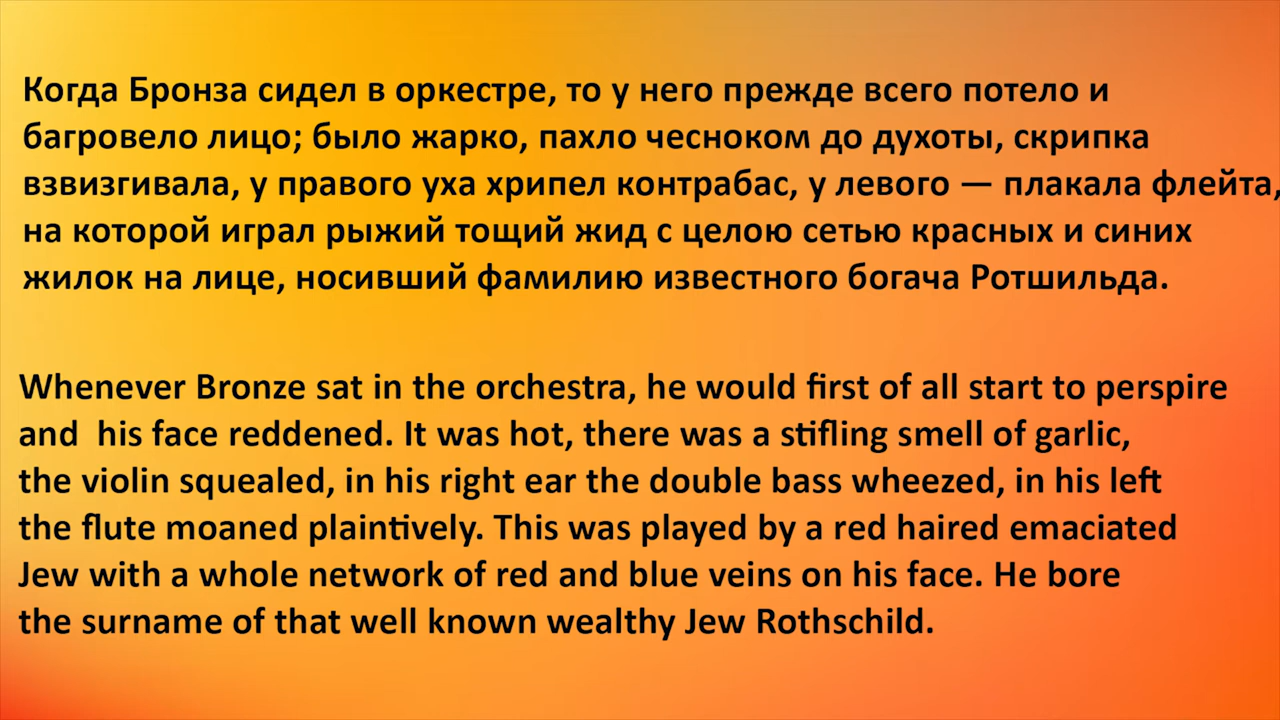 Когда Бронза сидел в оркестре, то у него прежде всего потело и
багровело лицо; было жарко, пахло чесноком до духоты, скрипка
взвизгивала, у правого уха хрипел контрабас, у левого — плакала флейта,
на которой играл рыжий тощий жид с целою сетью красных и синих
жилок на лице, носивший фамилию известного богача Ротшильда.
Whenever Bronze sat in the orchestra, he would first of all start to perspire
and  his face reddened. It was hot, there was a stifling smell of garlic,
the violin squealed, in his right ear the double bass wheezed, in his left
the flute moaned plaintively. This was played by a red haired emaciated
Jew with a whole network of red and blue veins on his face. He bore
the surname of that well known wealthy Jew Rothschild.